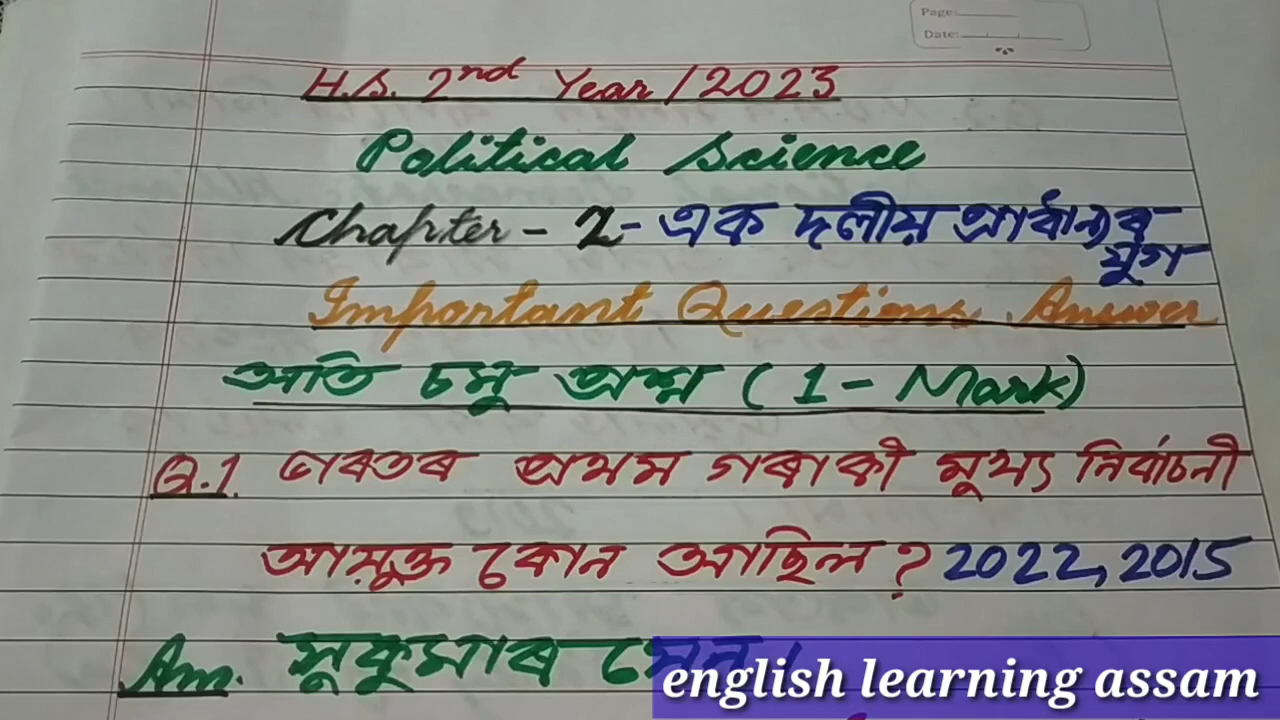 Page:
Date:
H.S. 2nd Year / 2023
Political Science
Chapter - 2 - এক দলীয় প্ৰাধান্যৰ
যুগ
Important Questions Answer
অতি চমু প্ৰশ্ন (1 - Mark)
Q.1. ভাৰতৰ প্ৰথম গৰাকী মূখ্য নিৰ্বাচনী
আয়ুক্ত কোন আছিল ? 2022, 2015
Ans. সুকুমাৰ সেন।
english learning assam